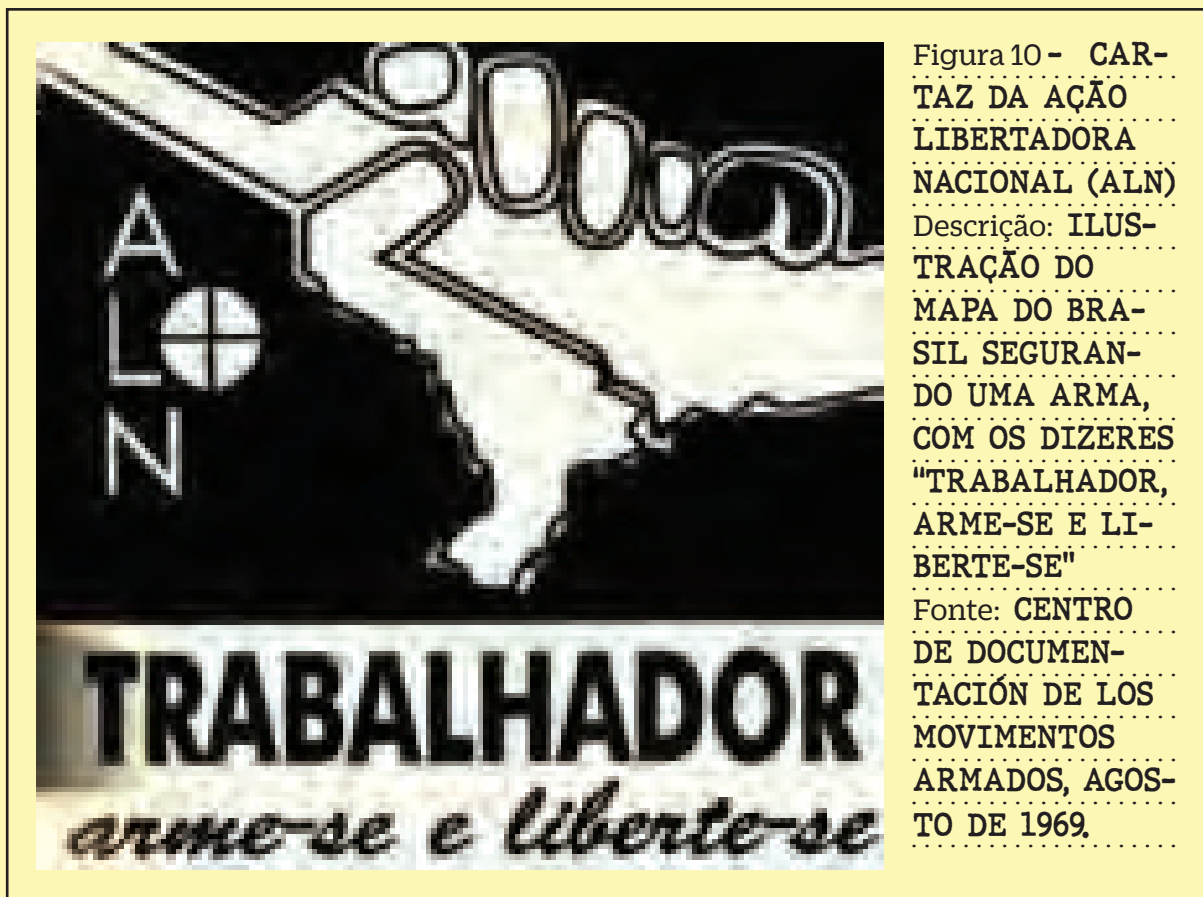 A
L
N
TRABALHADOR
arme-se e liberte-se
Figura 10 - CAR-
TAZ DA AÇÃO
LIBERTADORA
NACIONAL (ALN)
Descrição: ILUS-
TRAÇÃO DO
MAPA DO BRA-
SIL SEGURAN-
DO UMA ARMA,
COM OS DIZERES
"TRABALHADOR,
ARME-SE E LI-
BERTE-SE"
Fonte: CENTRO
DE DOCUMEN-
TACIÓN DE LOS
MOVIMENTOS
ARMADOS, AGOS-
TO DE 1969.